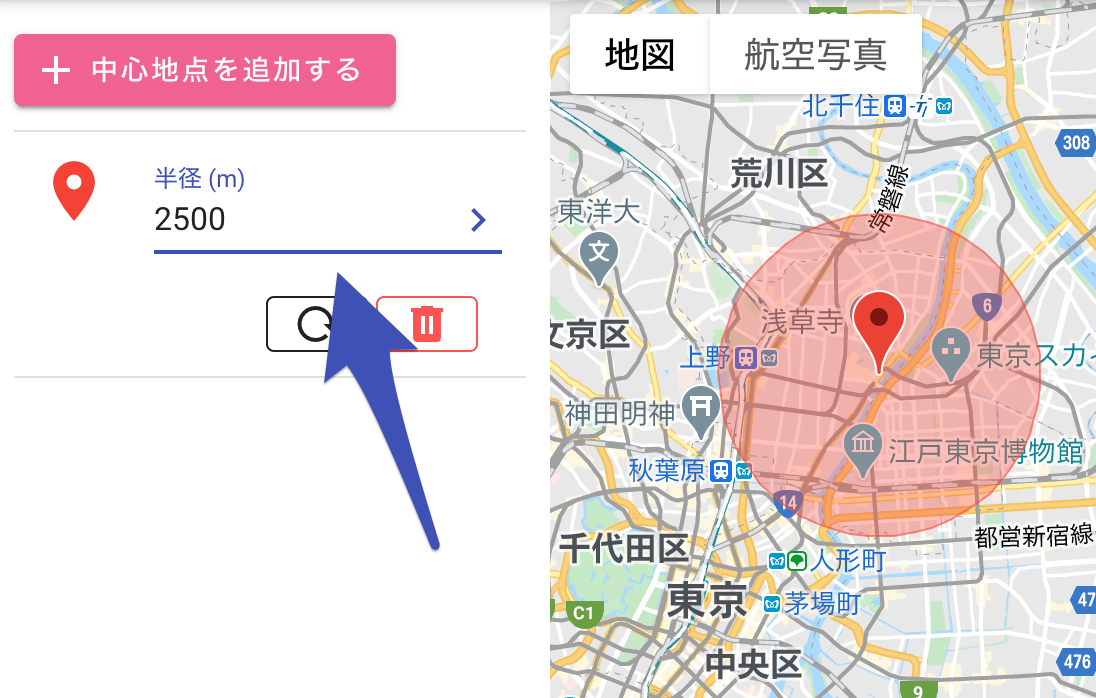 中心地点を追加する
半径 (m)
2500
地図
航空写真
北千住
308
荒川区
常磐線
東洋大
文
6
浅草寺
文京区
上野
東京スカイ
神田明神
江戸東京博物館
秋葉原
14
都営新宿線
千代田区
人形町
東京
茅場町
47
C1
中央区
476
9